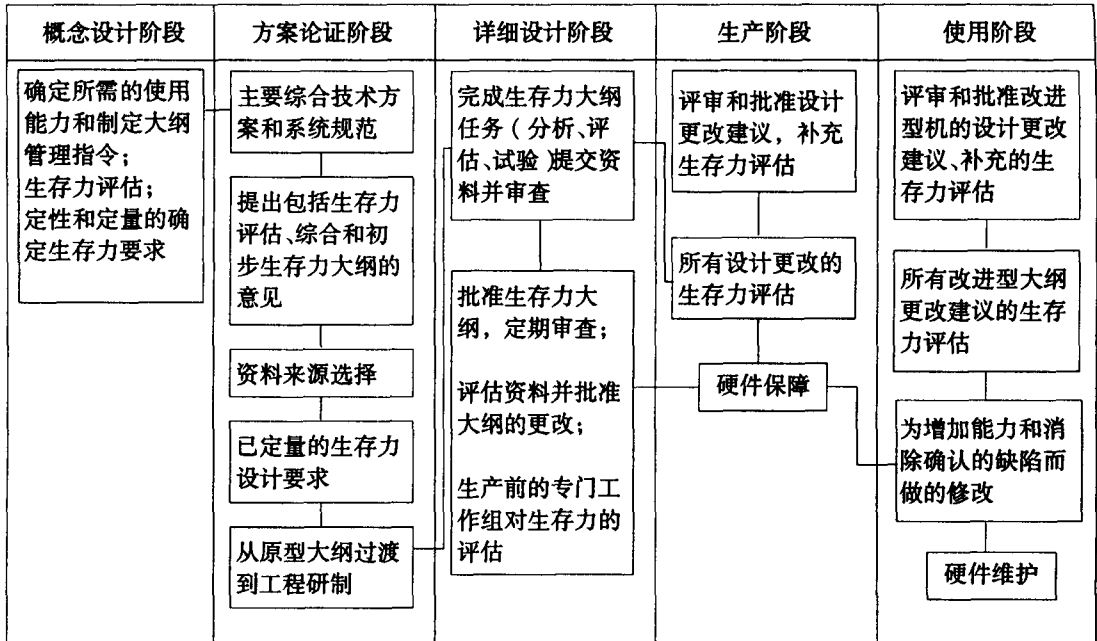 概念设计阶段
方案论证阶段
详细设计阶段
生产阶段
使用阶段
确定所需的使用
能力和制定大纲
管理指令；
生存力评估；
定性和定量的确
定生存力要求
主要综合技术方
案和系统规范
提出包括生存力
评估、综合和初
步生存力大纲的
意见
资料来源选择
已定量的生存力
设计要求
从原型大纲过渡
到工程研制
完成生存力大纲
任务（分析、评
估、试验）提交资
料并审查
批准生存力大
纲，定期审查；
评估资料并批准
大纲的更改；
生产前的专门工
作组对生存力的
评估
评审和批准设计
更改建议，补充
生存力评估
所有设计更改的
生存力评估
硬件保障
评审和批准改进
型机的设计更改
建议、补充的生
存力评估
所有改进型大纲
更改建议的生存
力评估
为增加能力和消
除确认的缺陷而
做的修改
硬件维护